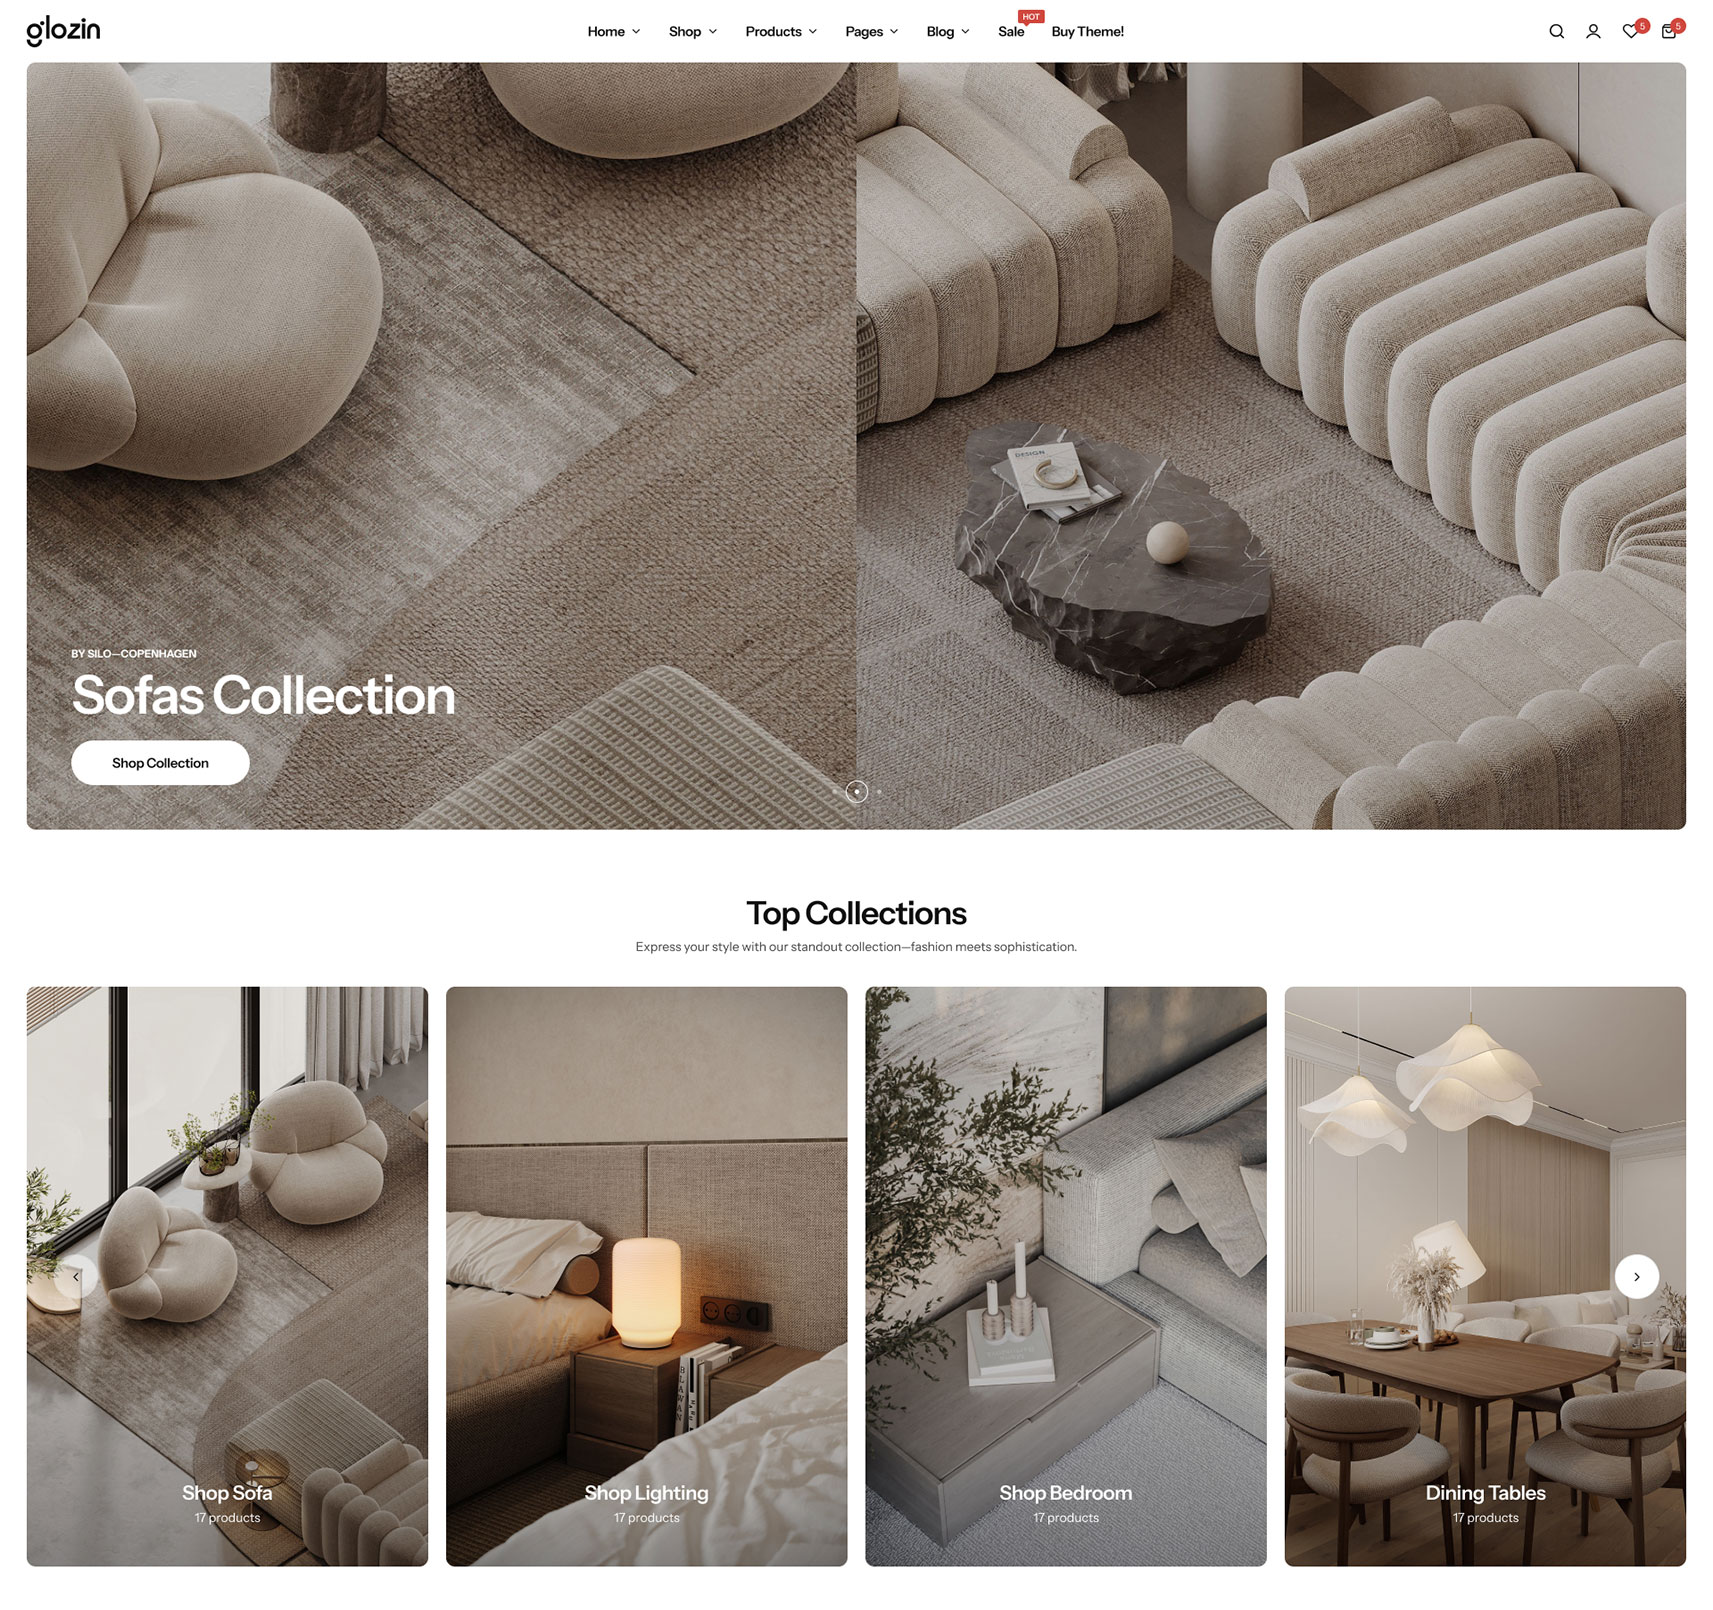 glozin
Home
Shop
Products
Pages
Blog
Sale
HOT
Buy Theme!
5
5
DESIGN
BY SILO—COPENHAGEN
Sofas Collection
Shop Collection
Top Collections
Express your style with our standout collection—fashion meets sophistication.
Shop Sofa
17 products
Shop Lighting
17 products
Shop Bedroom
17 products
Dining Tables
17 products